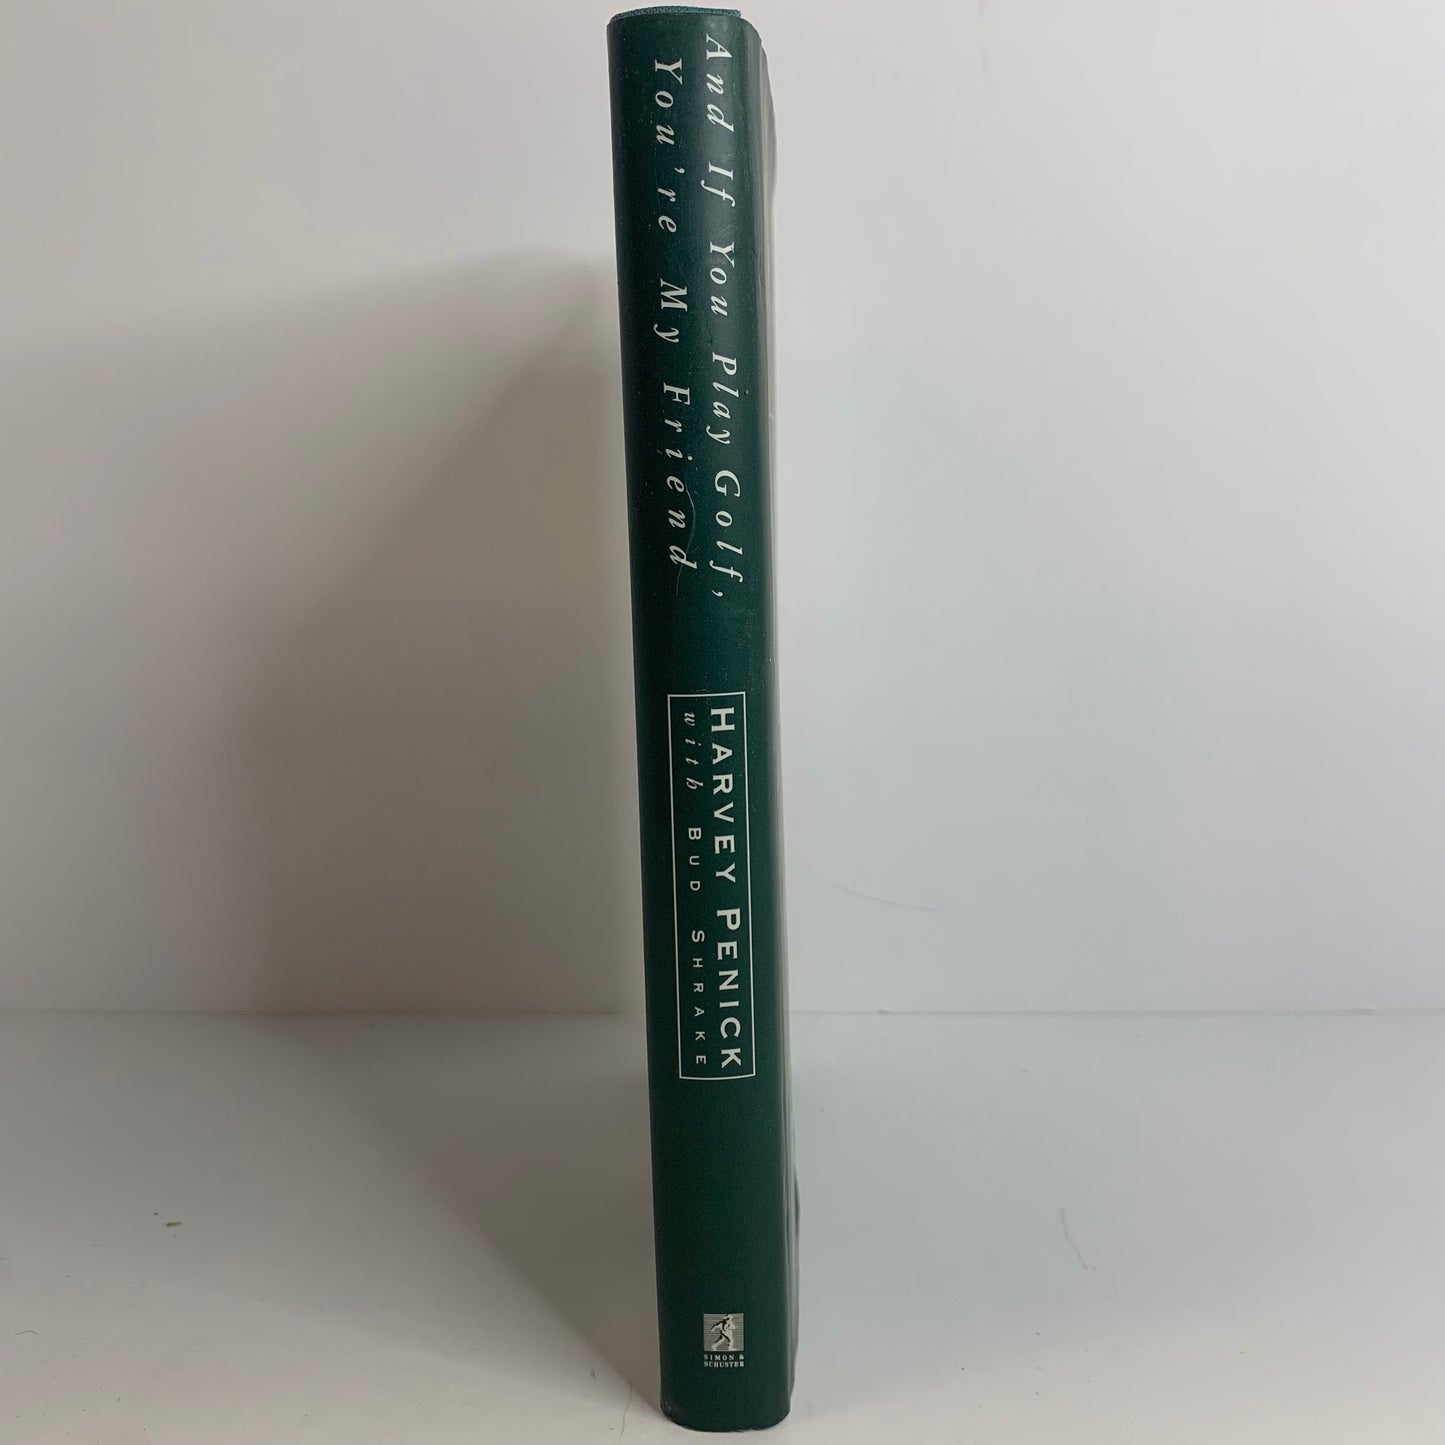 And If You Play Golf,
You're My Friend
HARVEY PENICK
with BUD SHRAKE
SIMON &
SCHUSTER